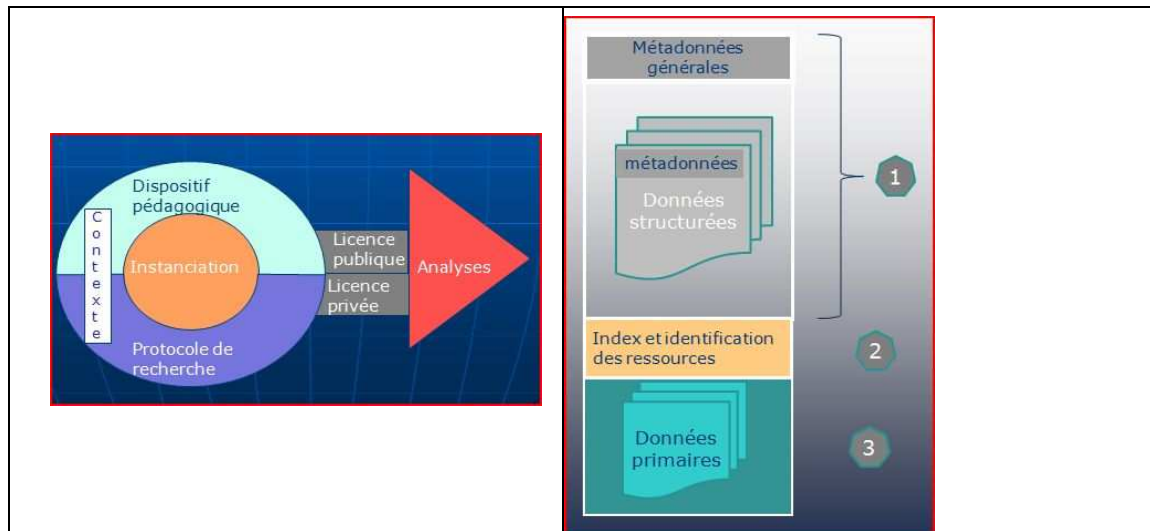 Dispositif
pédagogique
Contexte
Instanciation
Protocole de
recherche
Licence
publique
Licence
privée
Analyses
Métadonnées
générales
métadonnées
Données
structurées
1
Index et identification
des ressources
2
Données
primaires
3